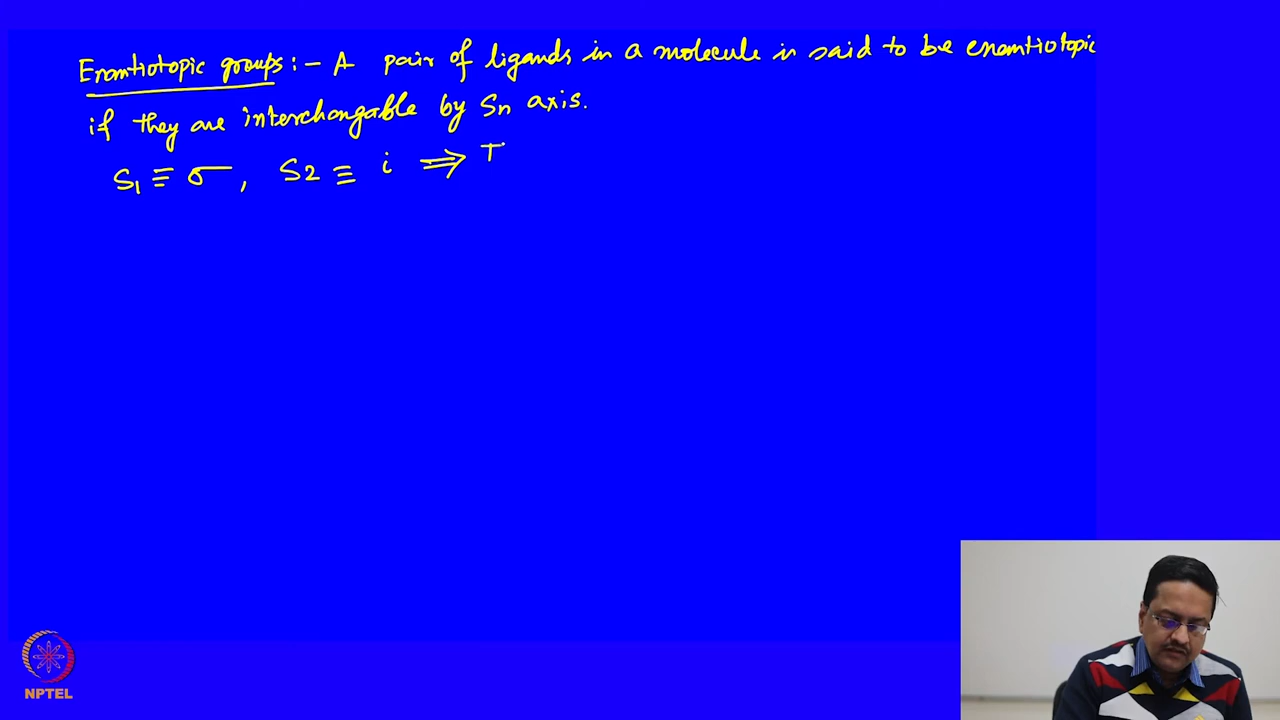 Enantiotopic groups :- A pair of ligands in a molecule is said to be enantiotopic
if they are interchangable by Sn axis.
S1 ≡ σ, S2 ≡ i ⇒ T
NPTEL